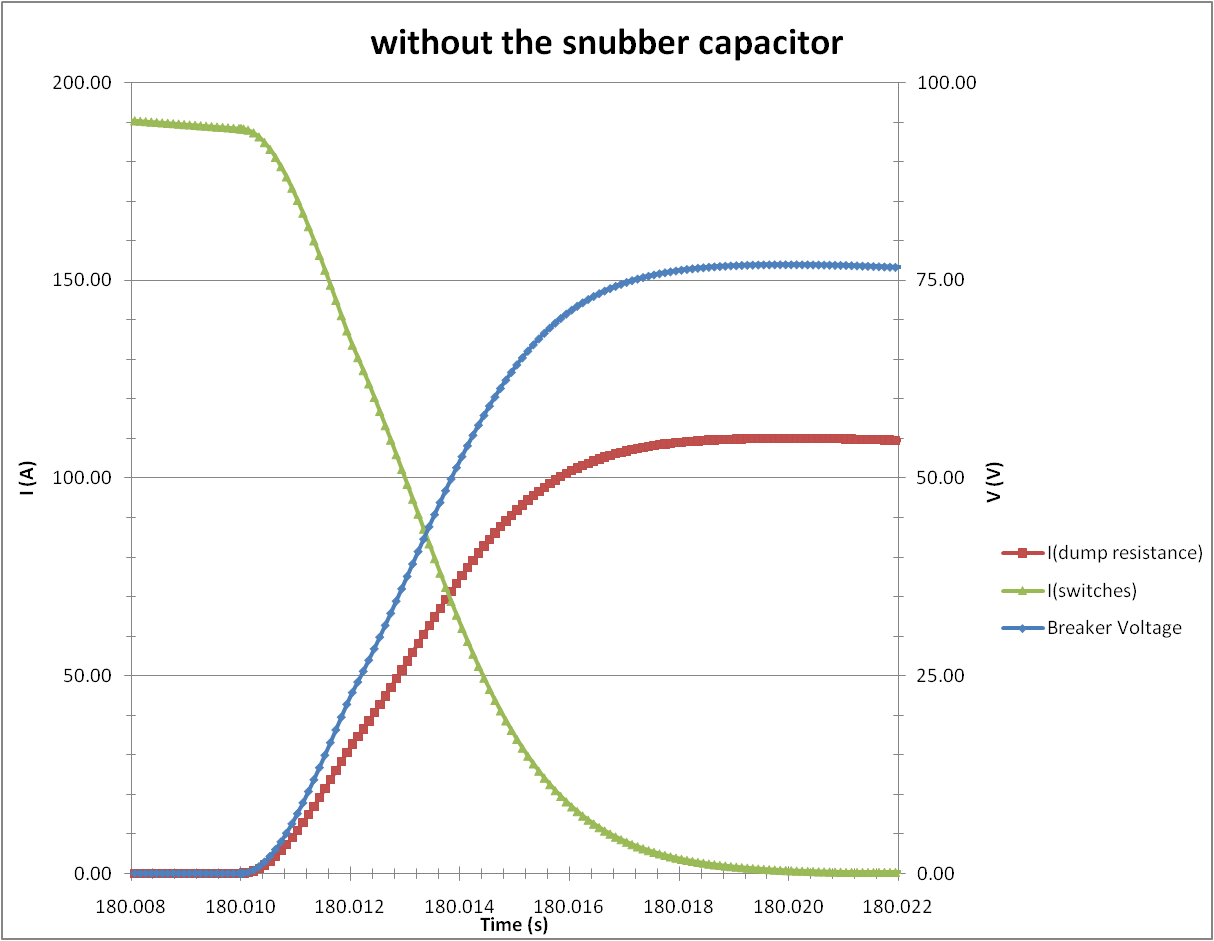 without the snubber capacitor
200.00
150.00
100.00
50.00
0.00
I (A)
100.00
75.00
50.00
25.00
0.00
V (V)
180.008 180.010 180.012 180.014 180.016 180.018 180.020 180.022
Time (s)
I(dump resistance)
I(switches)
Breaker Voltage